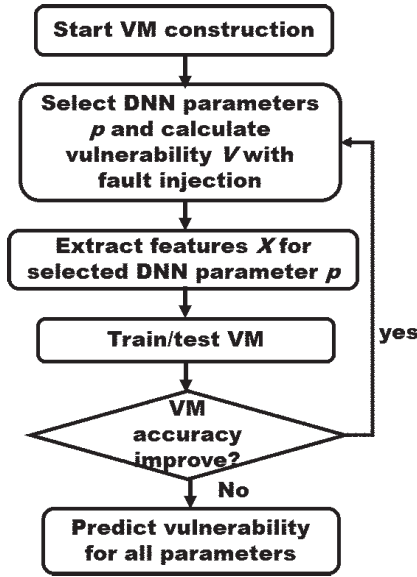 Start VM construction
Select DNN parameters
p and calculate
vulnerability V with
fault injection
Extract features X for
selected DNN parameter p
Train/test VM
VM
accuracy
improve?
yes
No
Predict vulnerability
for all parameters